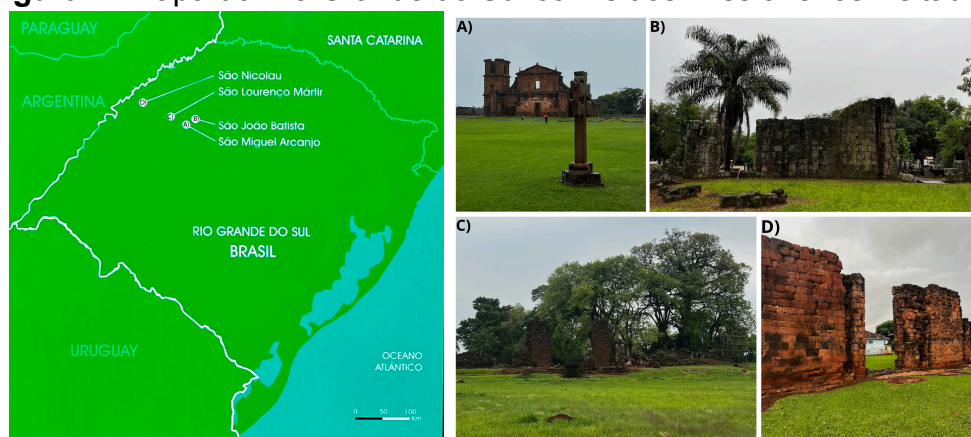 PARAGUAY
SANTA CATARINA
ARGENTINA
D)
São Nicolau
C)
São Lourenço Mártir
B)
São João Batista
A)
São Miguel Arcanjo
RIO GRANDE DO SUL
BRASIL
URUGUAY
OCEANO
ATLÂNTICO
0 50 100
Km
A)
B)
C)
D)